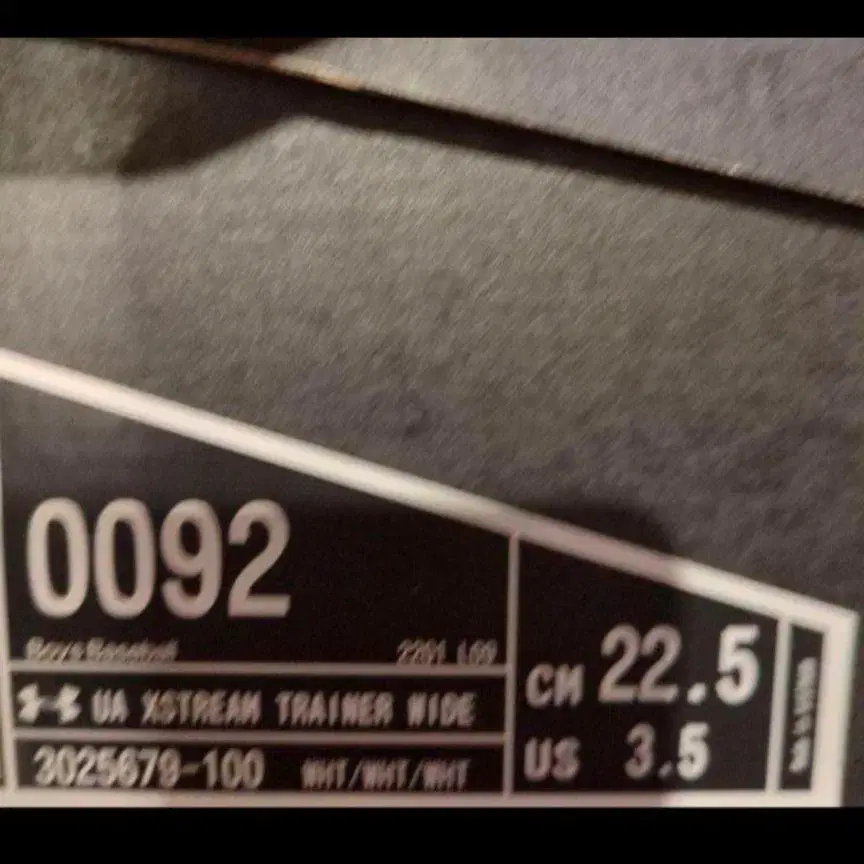 0092
Boys Baseball
2201 L69
UA XSTREAM TRAINER WIDE
3025679-100 WHT/WHT/WHT
CM 22.5
US 3.5